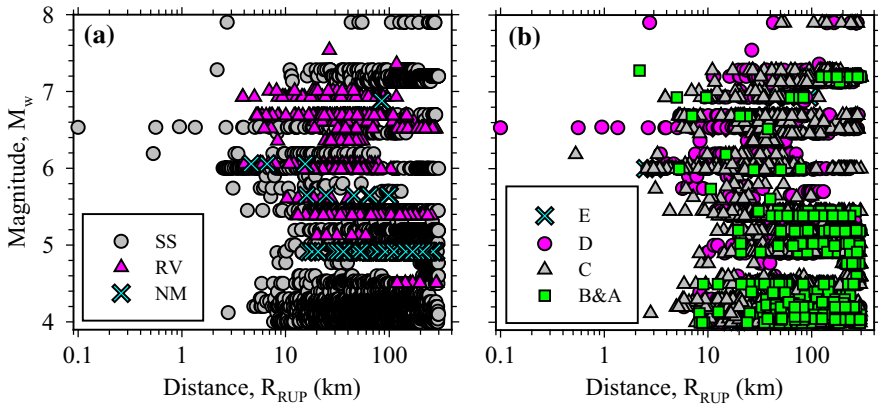 (a)
8
7
6
5
4
Magnitude, M_w
SS
RV
NM
0.1
1
10
100
Distance, R_RUP (km)
(b)
E
D
C
B&A
0.1
1
10
100
Distance, R_RUP (km)